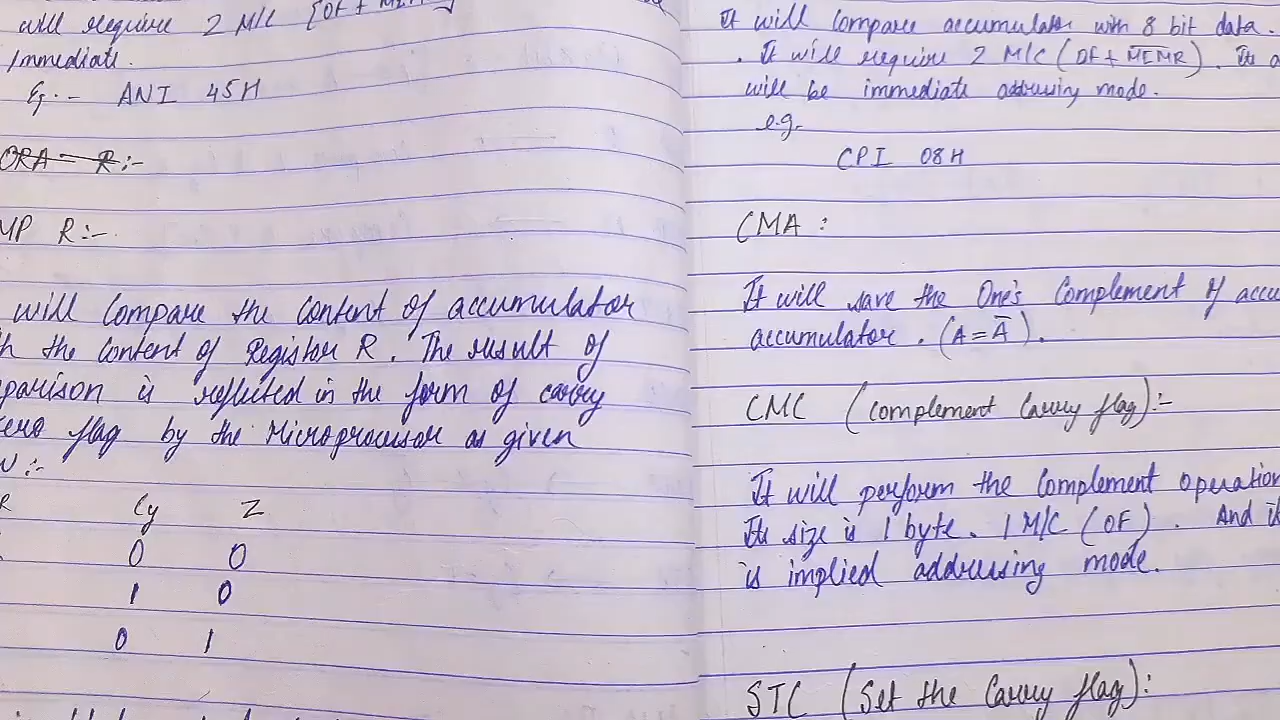 will require 2 M/C [OF +
Immediate.
Eg.- ANI 45H
ORA - R:-
MP R:-
will compare the content of accumulator
the content of Register R. The result of
parison is reflected in the form of carry
zero flag by the Microprocessor as given
:-
R Cy Z
0 0
1 0
0 1
It will compare accumulator with 8 bit data.
. It will require 2 M/C (OF + MEMR). Its a
will be immediate addressing mode.
e.g.
CPI 08H
CMA :
It will save the One's Complement of accu
accumulator. (A = A̅).
CMC (Complement Carry flag):-
It will perform the complement operation
Its size is 1 byte. 1 M/C (OF). And it
is implied addressing mode.
STC (Set the Carry flag):